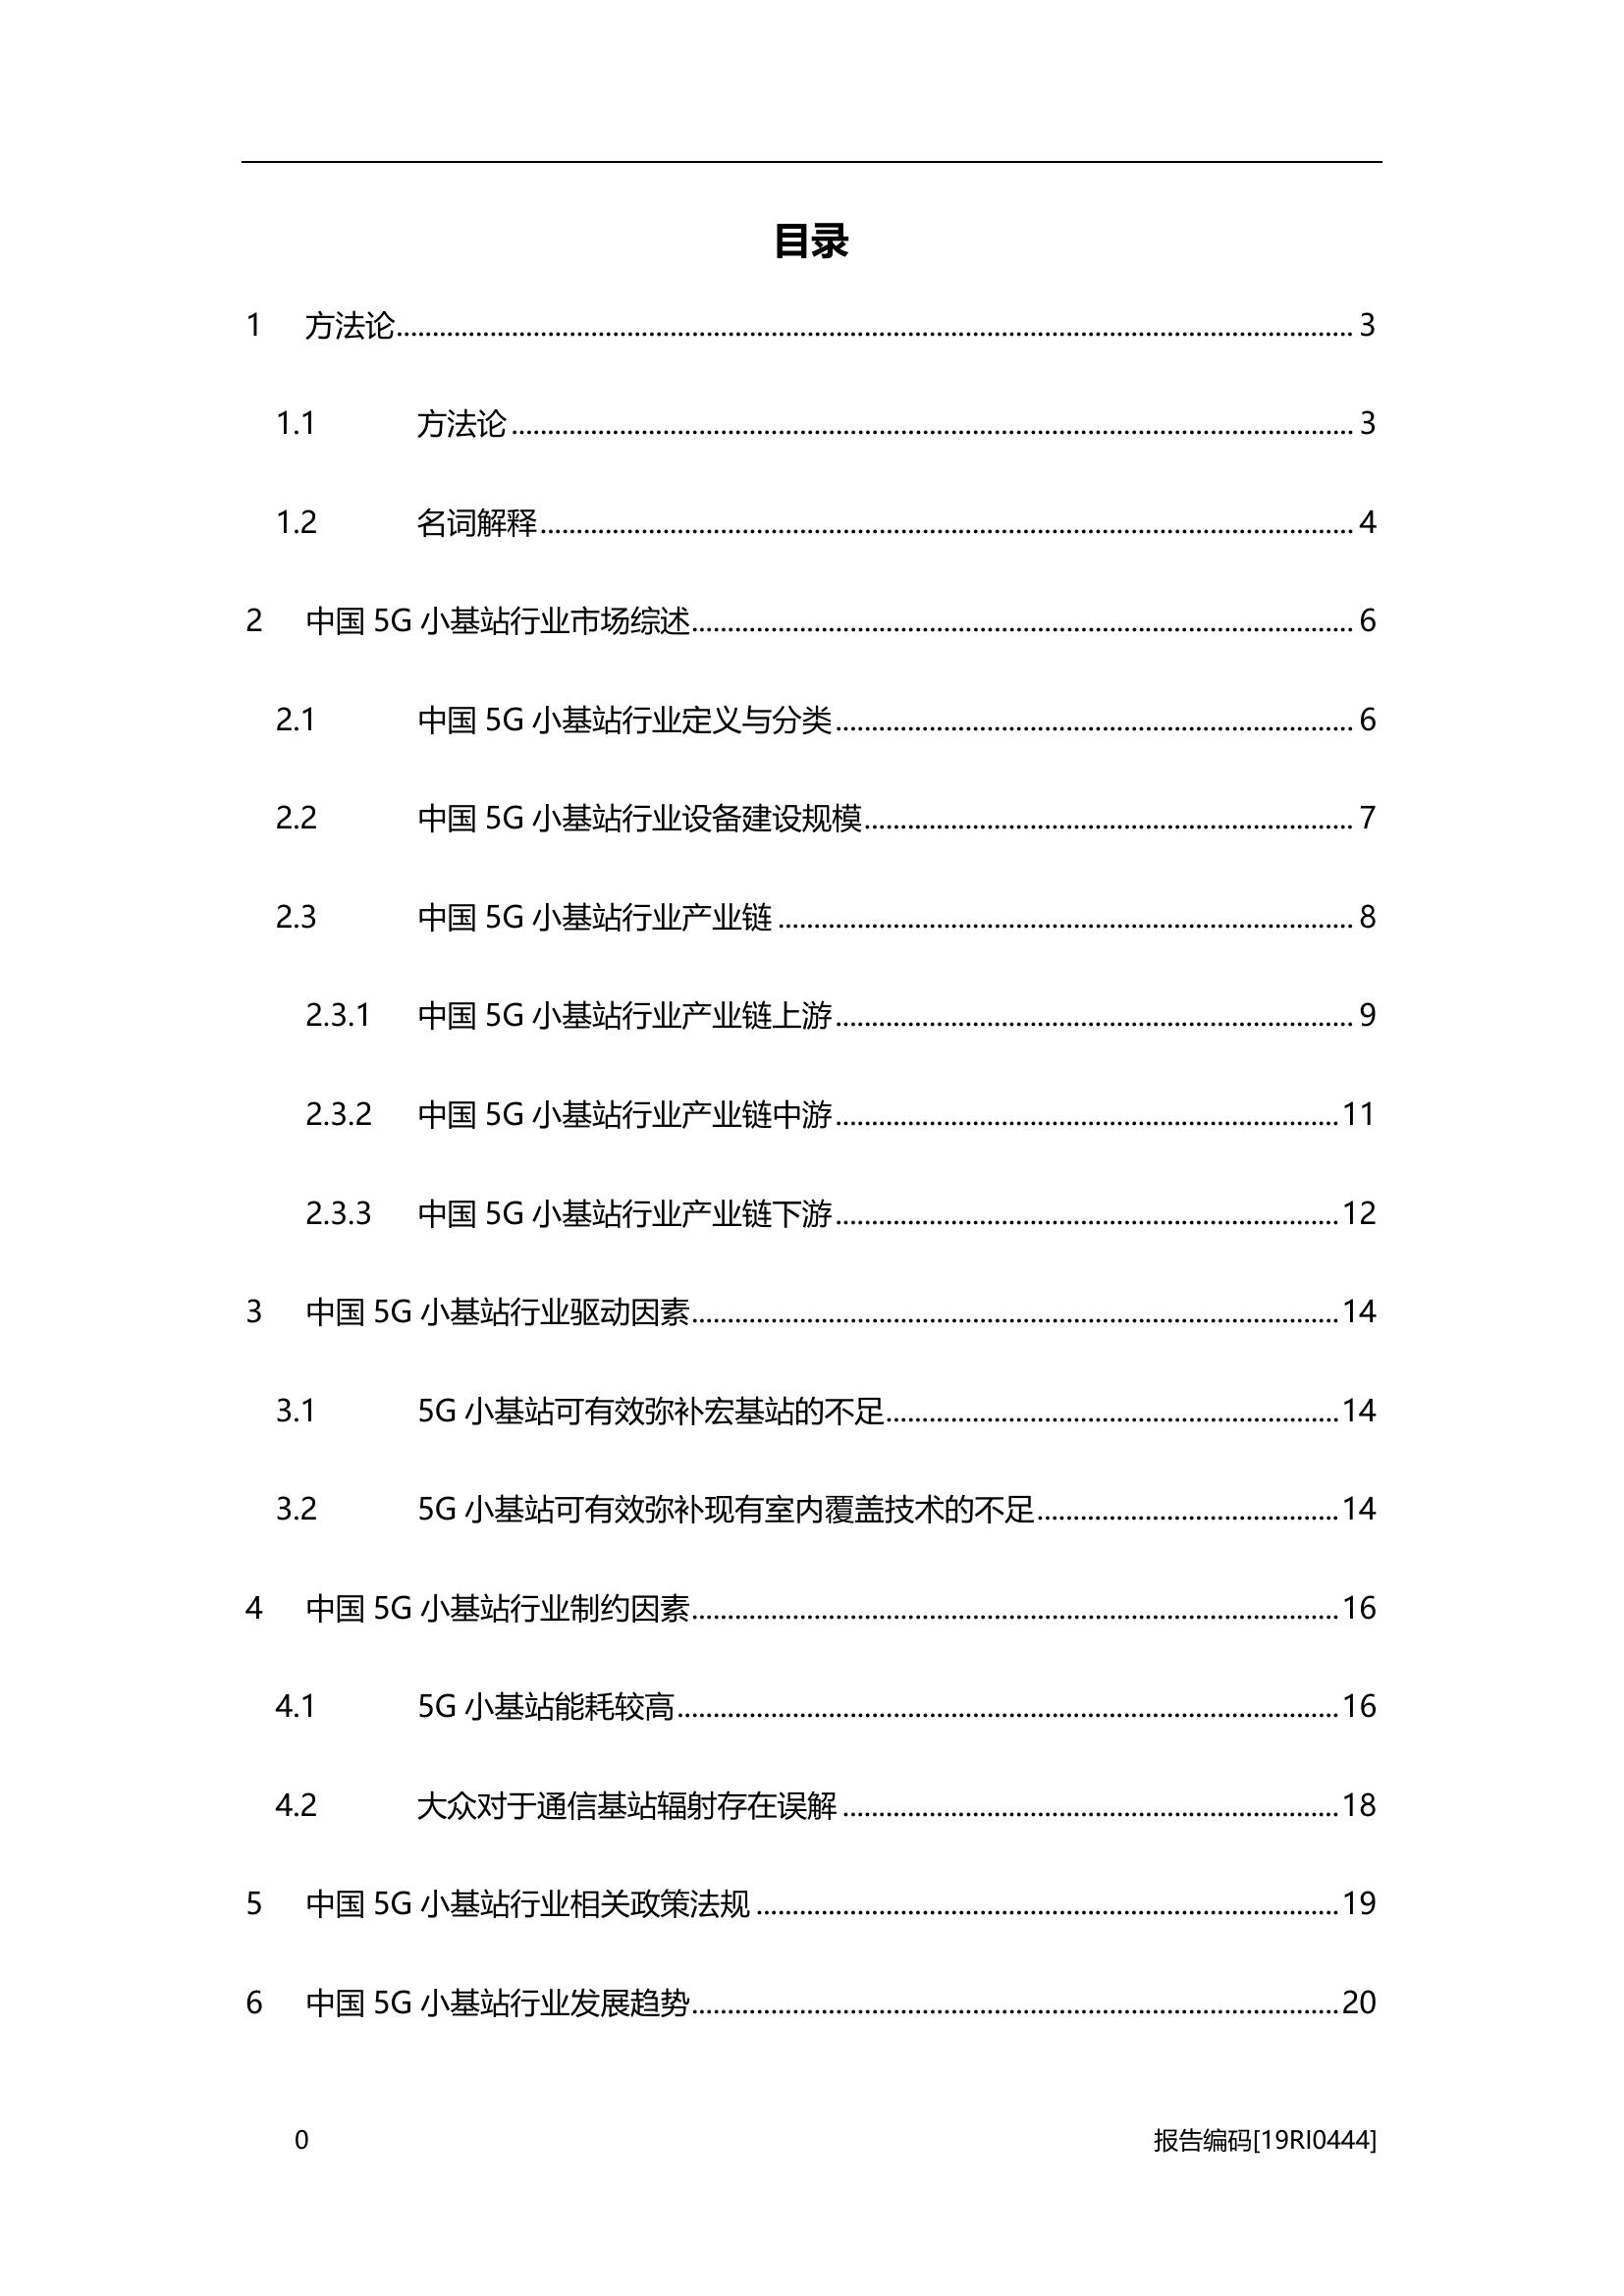 目录
1 方法论 3
1.1 方法论 3
1.2 名词解释 4
2 中国 5G 小基站行业市场综述 6
2.1 中国 5G 小基站行业定义与分类 6
2.2 中国 5G 小基站行业设备建设规模 7
2.3 中国 5G 小基站行业产业链 8
2.3.1 中国 5G 小基站行业产业链上游 9
2.3.2 中国 5G 小基站行业产业链中游 11
2.3.3 中国 5G 小基站行业产业链下游 12
3 中国 5G 小基站行业驱动因素 14
3.1 5G 小基站可有效弥补宏基站的不足 14
3.2 5G 小基站可有效弥补现有室内覆盖技术的不足 14
4 中国 5G 小基站行业制约因素 16
4.1 5G 小基站能耗较高 16
4.2 大众对于通信基站辐射存在误解 18
5 中国 5G 小基站行业相关政策法规 19
6 中国 5G 小基站行业发展趋势 20
0 报告编码[19RI0444]